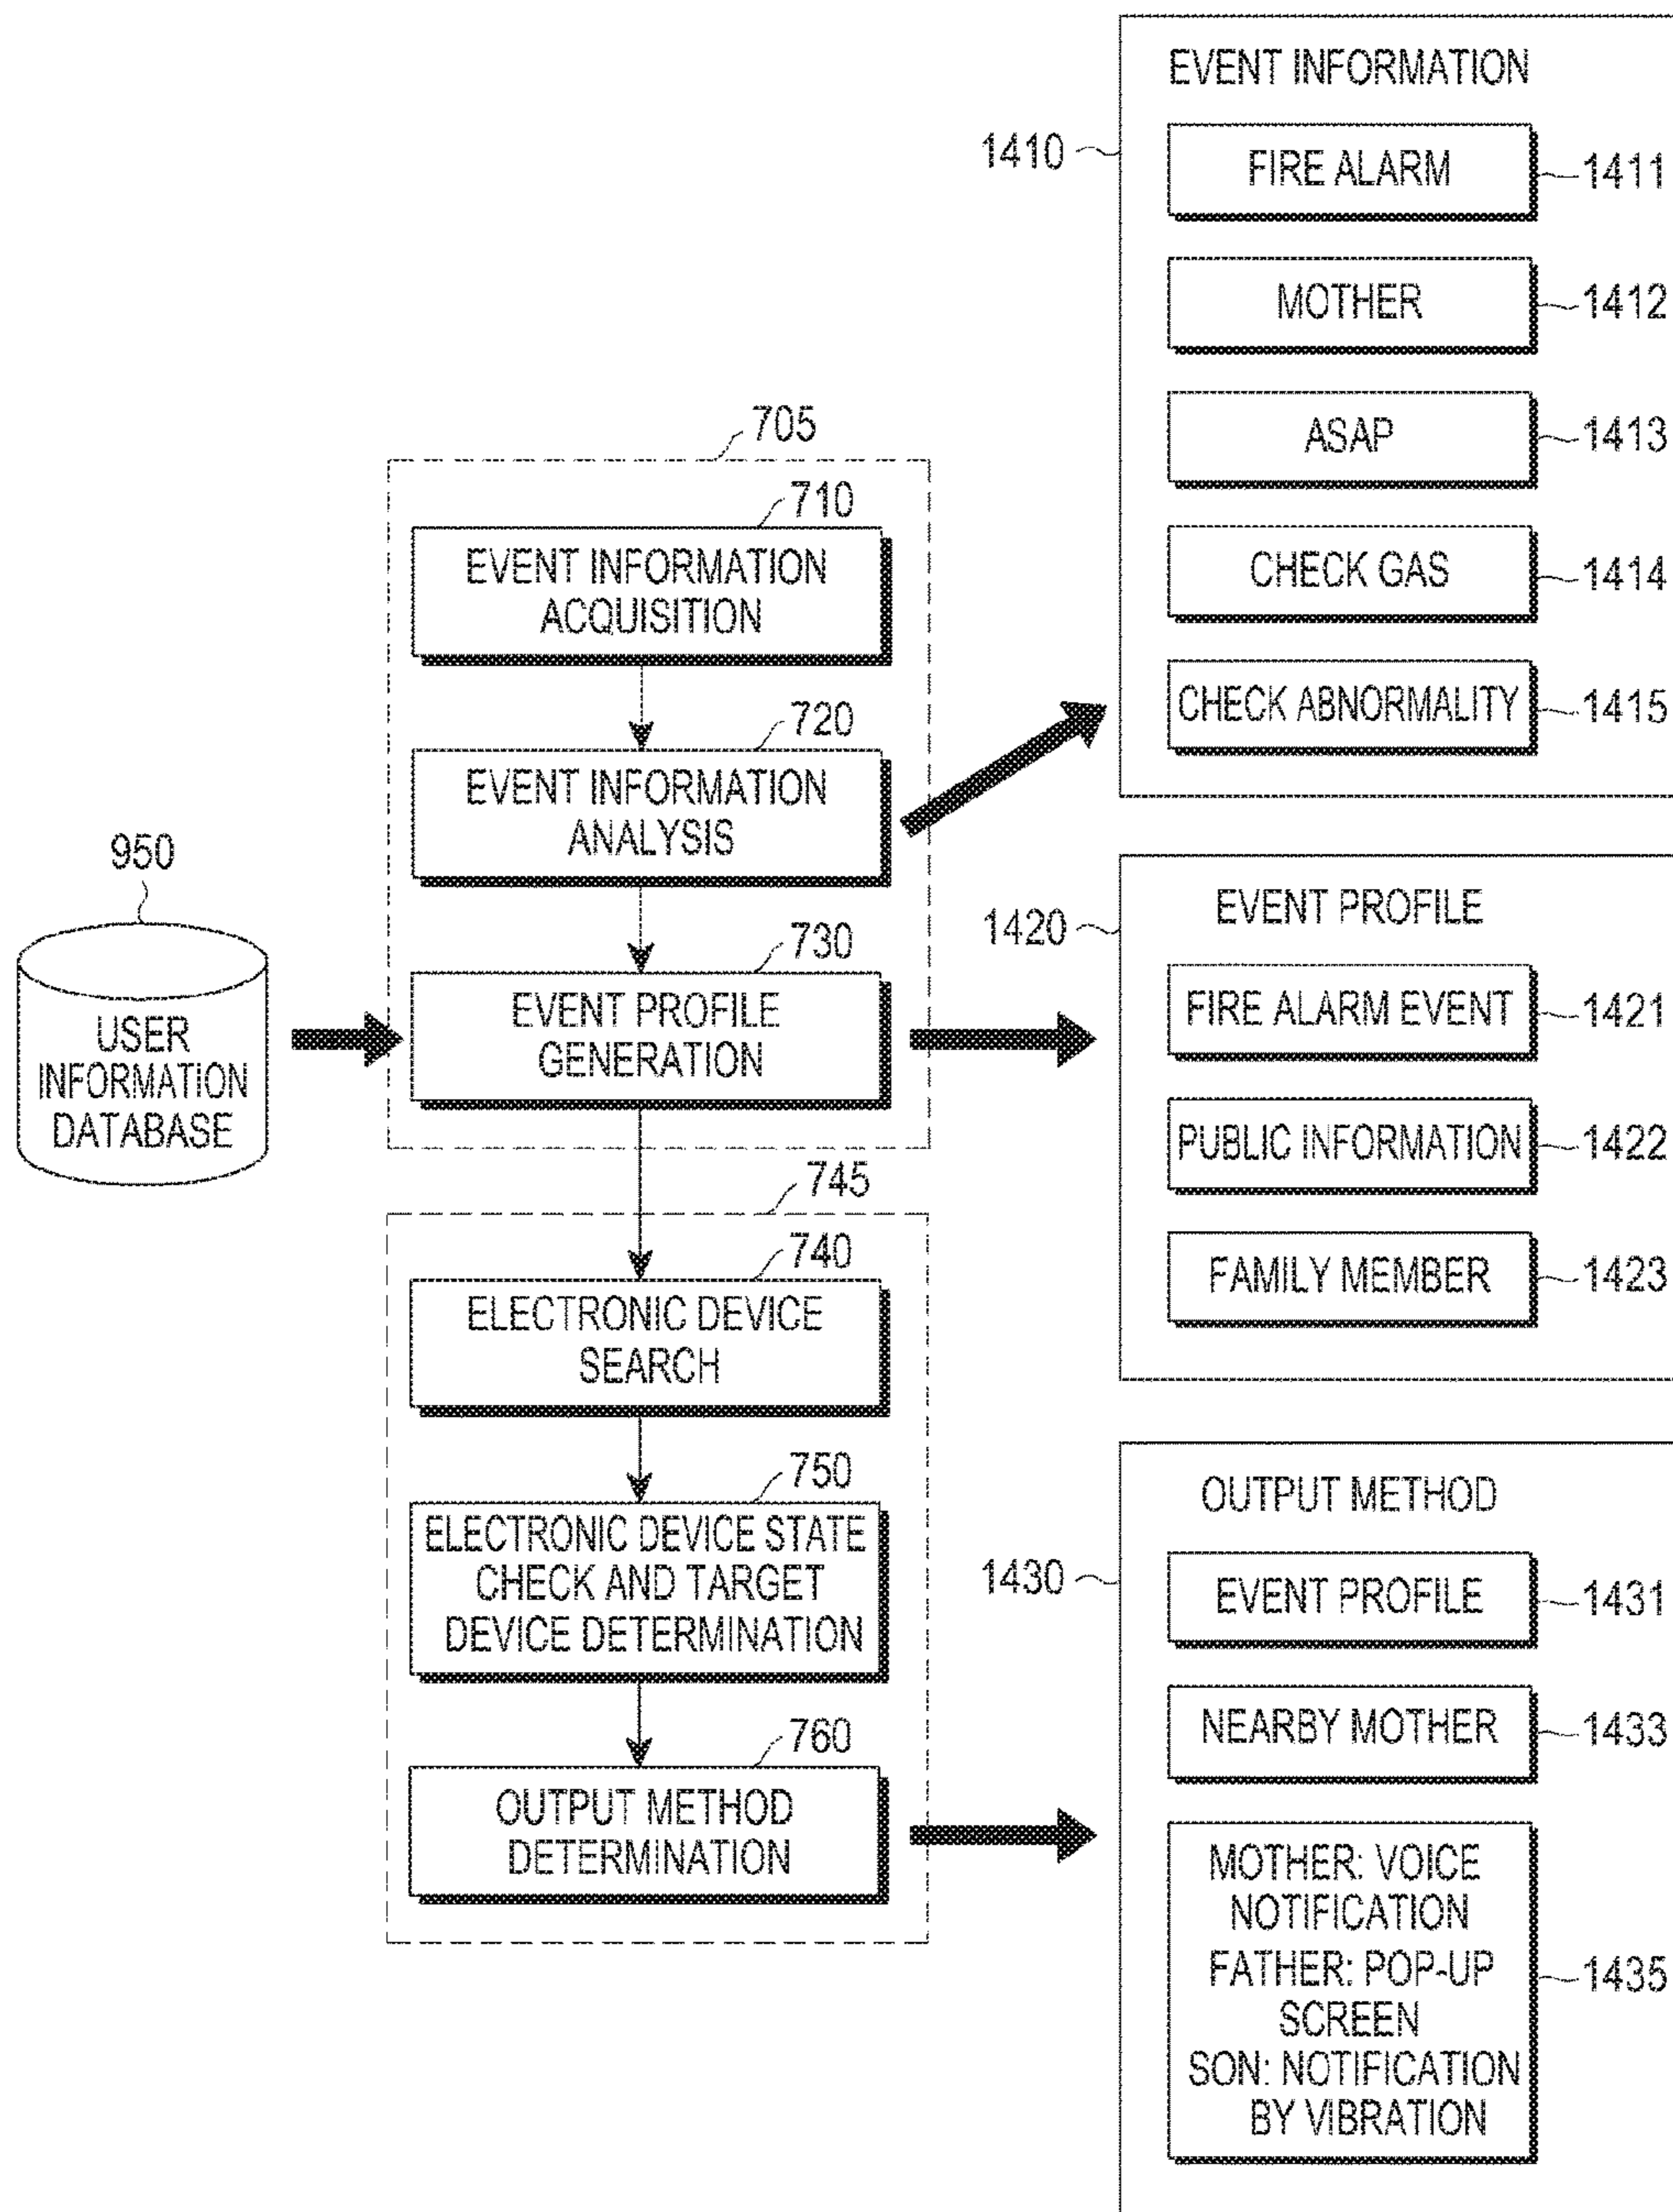 950
USER
INFORMATION
DATABASE
705
710
EVENT INFORMATION
ACQUISITION
720
EVENT INFORMATION
ANALYSIS
730
EVENT PROFILE
GENERATION
745
740
ELECTRONIC DEVICE
SEARCH
750
ELECTRONIC DEVICE STATE
CHECK AND TARGET
DEVICE DETERMINATION
760
OUTPUT METHOD
DETERMINATION
1410
EVENT INFORMATION
FIRE ALARM
1411
MOTHER
1412
ASAP
1413
CHECK GAS
1414
CHECK ABNORMALITY
1415
1420
EVENT PROFILE
FIRE ALARM EVENT
1421
PUBLIC INFORMATION
1422
FAMILY MEMBER
1423
1430
OUTPUT METHOD
EVENT PROFILE
1431
NEARBY MOTHER
1433
MOTHER: VOICE
NOTIFICATION
FATHER: POP-UP
SCREEN
SON: NOTIFICATION
BY VIBRATION
1435